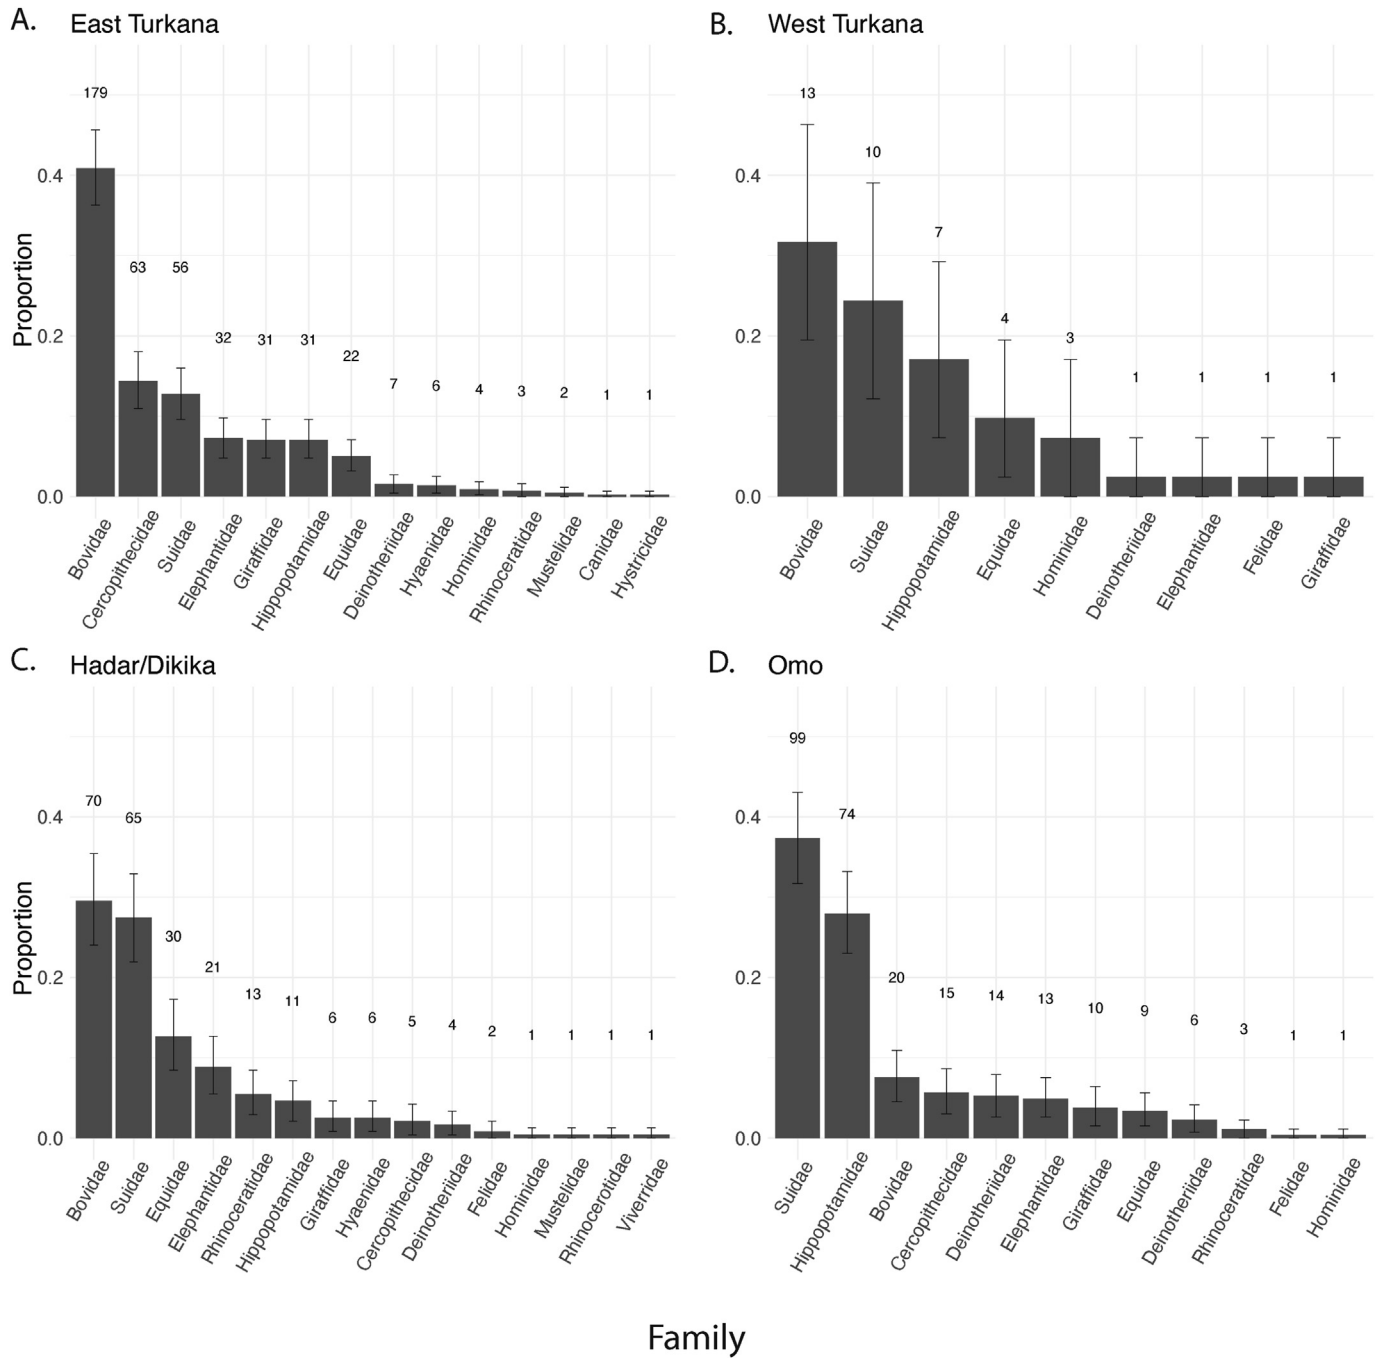 A. East Turkana
Proportion
0.4
0.2
0.0
179
63
56
32
31
31
22
7
6
4
3
2
1
1
Bovidae
Cercopithecidae
Suidae
Elephantidae
Giraffidae
Hippopotamidae
Equidae
Deinotheriidae
Hyaenidae
Hominidae
Rhinoceratidae
Mustelidae
Canidae
Hystricidae
B. West Turkana
0.4
0.2
0.0
13
10
7
4
3
1
1
1
1
Bovidae
Suidae
Hippopotamidae
Equidae
Hominidae
Deinotheriidae
Elephantidae
Felidae
Giraffidae
C. Hadar/Dikika
Proportion
0.4
0.2
0.0
70
65
30
21
13
11
6
6
5
4
2
1
1
1
1
Bovidae
Suidae
Equidae
Elephantidae
Rhinoceratidae
Hippopotamidae
Giraffidae
Hyaenidae
Cercopithecidae
Deinotheriidae
Felidae
Hominidae
Mustelidae
Rhinocerotidae
Viverridae
D. Omo
0.4
0.2
0.0
99
74
20
15
14
13
10
9
6
3
1
1
Suidae
Hippopotamidae
Bovidae
Cercopithecidae
Deinotheriidae
Elephantidae
Giraffidae
Equidae
Deinotheriidae
Rhinoceratidae
Felidae
Hominidae
Family